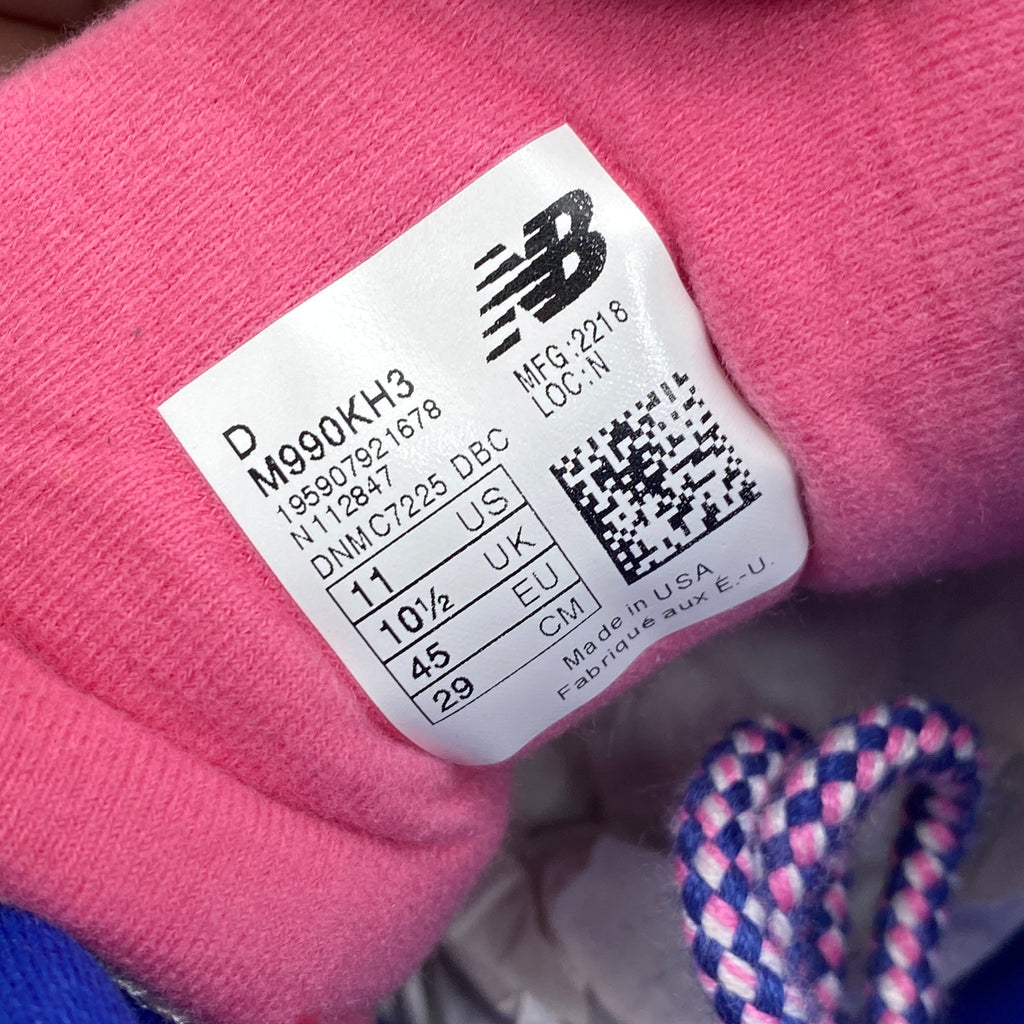 NB
MFG:2218
LOC:N
D
M990KH3
195907921678
N112847
DNMC7225 DBC
11 US
10½ UK
45 EU
29 CM
Made in USA
Fabriqué aux É.-U.